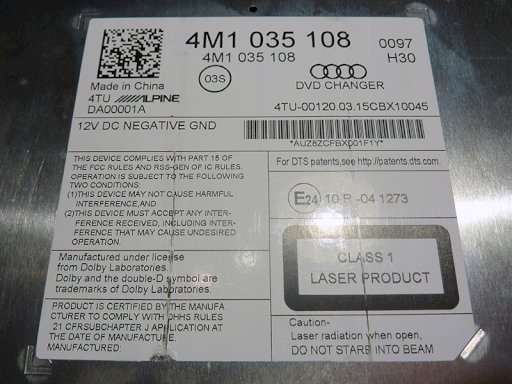 4M1 035 108 0097
4M1 035 108 H30
Made in China 03S DVD CHANGER
4TU ALPINE 4TU-00120.03.15CBX10045
DA00001A
12V DC NEGATIVE GND
*AUZ8ZCFBX001F1Y*
THIS DEVICE COMPLIES WITH PART 15 OF
THE FCC RULES AND RSS-GEN OF IC RULES.
OPERATION IS SUBJECT TO THE FOLLOWING
TWO CONDITIONS:
(1)THIS DEVICE MAY NOT CAUSE HARMFUL
INTERFERENCE,AND
(2)THIS DEVICE MUST ACCEPT ANY INTER-
FERENCE RECEIVED, INCLUDING INTER-
FERENCE THAT MAY CAUSE UNDESIRED
OPERATION.
For DTS patents,see http://patents.dts.com.
E24 10 R -04 1273
Manufactured under license
from Dolby Laboratories.
Dolby and the double-D symbol are
trademarks of Dolby Laboratories.
CLASS 1
LASER PRODUCT
PRODUCT IS CERTIFIED BY THE MANUFA
CTURER TO COMPLY WITH DHHS RULES
21 CFRSUBCHAPTER J APPLICATION AT
THE DATE OF MANUFACTURE.
MANUFACTURED:
Caution-
Laser radiation when open,
DO NOT STARE INTO BEAM